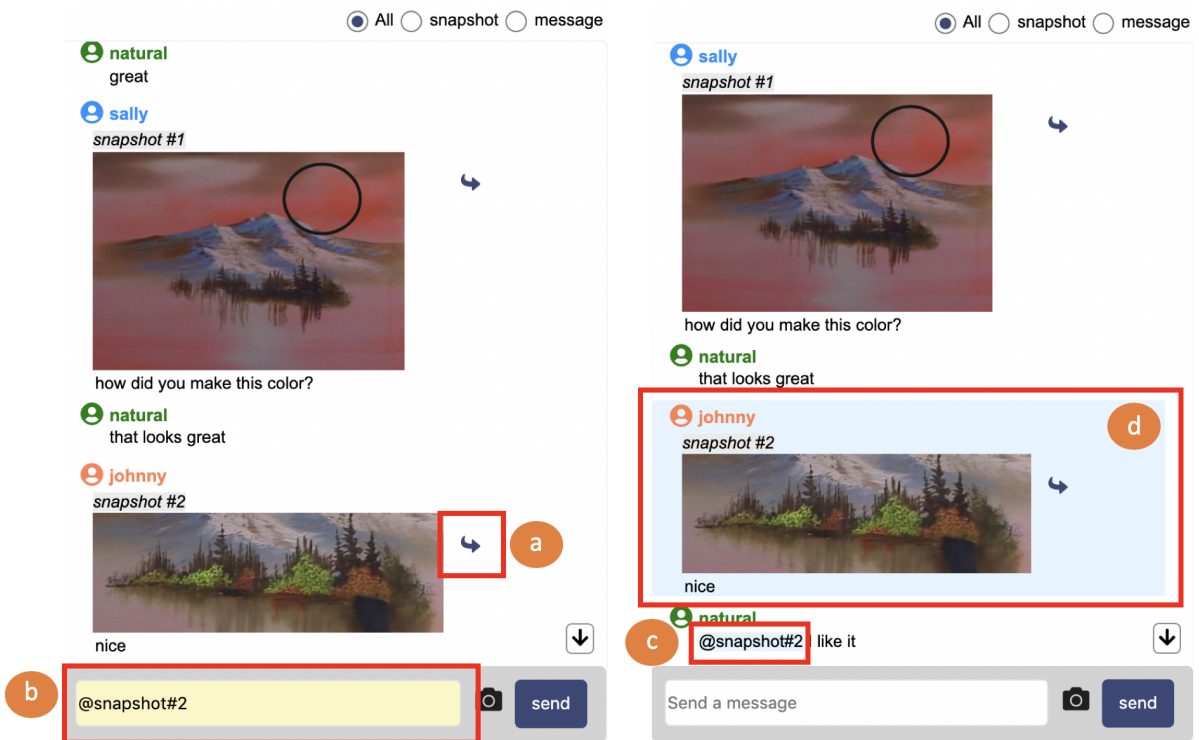 All snapshot message
natural
great
sally
snapshot #1
how did you make this color?
natural
that looks great
johnny
snapshot #2
a
nice
b
@snapshot#2
send
All snapshot message
sally
snapshot #1
how did you make this color?
natural
that looks great
johnny
d
snapshot #2
nice
natural
c
@snapshot#2 I like it
Send a message
send